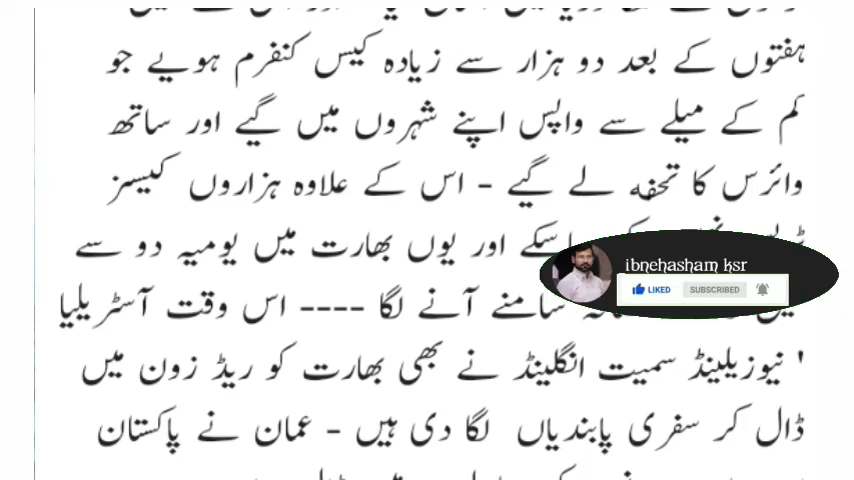 ہفتوں کے بعد دو ہزار سے زیادہ کیس کنفرم ہویے جو
کم کے میلے سے واپس اپنے شہروں میں گیے اور ساتھ
وائرس کا تحفہ لے گیے - اس کے علاوہ ہزاروں کیسز
اسکے اور یوں بھارت میں یومیہ دو سے
سامنے آنے لگا ---- اس وقت آسٹریلیا
' نیوزیلینڈ سمیت انگلینڈ نے بھی بھارت کو ریڈ زون میں
ڈال کر سفری پابندیاں لگا دی ہیں - عمان نے پاکستان
ibnehasham ksr
LIKED SUBSCRIBED